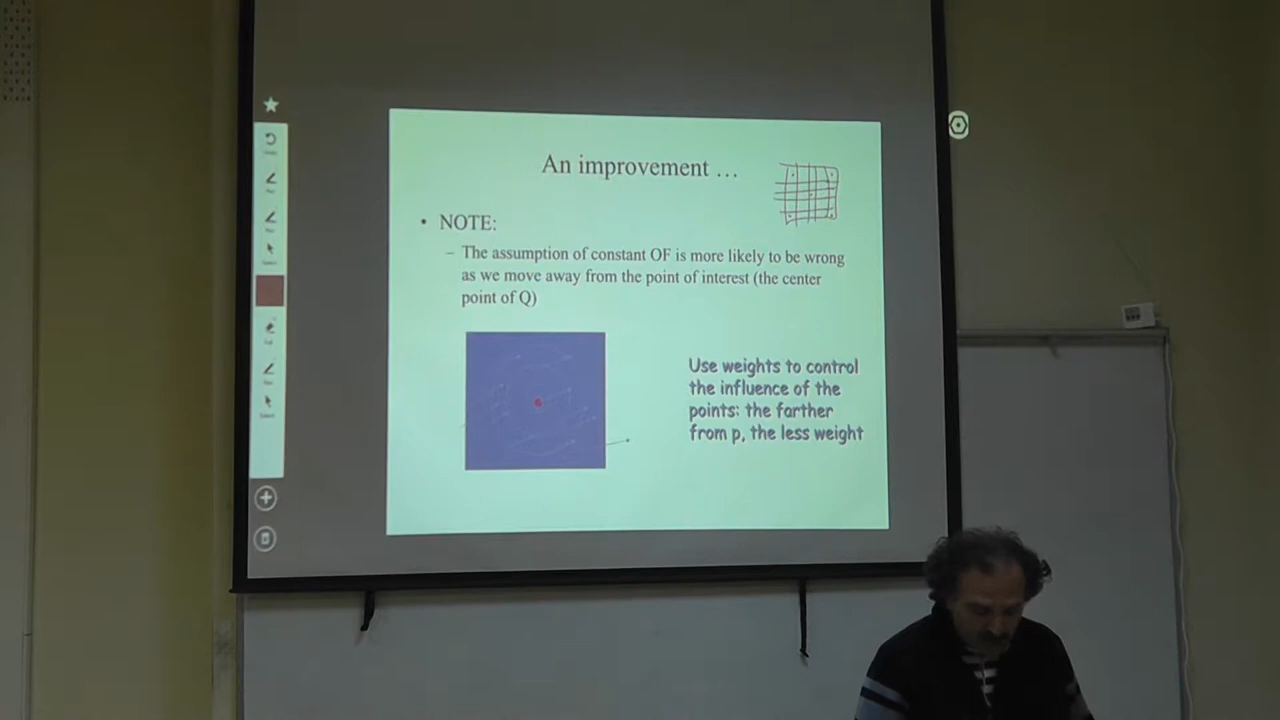 An improvement …
• NOTE:
– The assumption of constant OF is more likely to be wrong
as we move away from the point of interest (the center
point of Q)
Use weights to control
the influence of the
points: the farther
from p, the less weight